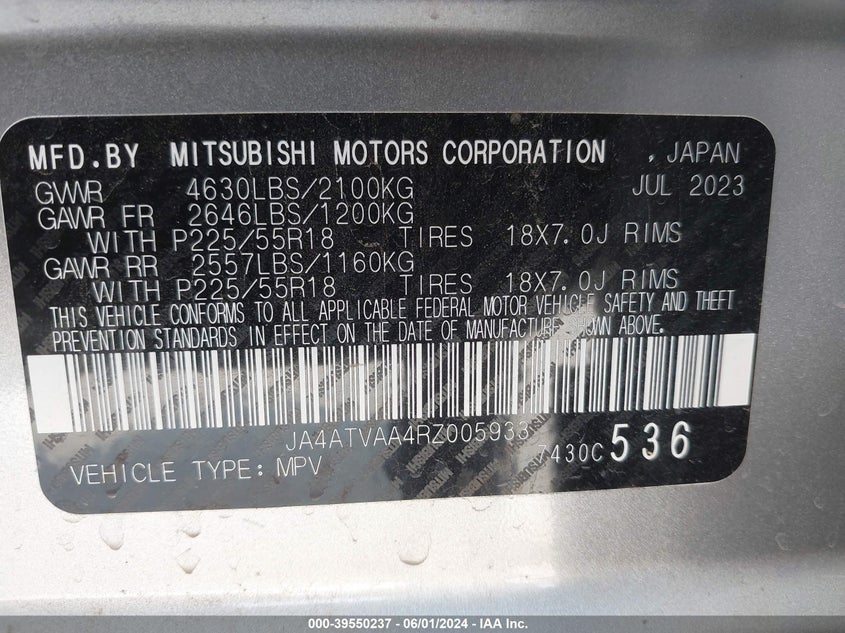 MFD.BY MITSUBISHI MOTORS CORPORATION , JAPAN
GVWR 4630LBS/2100KG JUL 2023
GAWR FR 2646LBS/1200KG
WITH P225/55R18 TIRES 18X7.0J RIMS
GAWR RR 2557LBS/1160KG
WITH P225/55R18 TIRES 18X7.0J RIMS
THIS VEHICLE CONFORMS TO ALL APPLICABLE FEDERAL MOTOR VEHICLE SAFETY AND THEFT
PREVENTION STANDARDS IN EFFECT ON THE DATE OF MANUFACTURE SHOWN ABOVE.
JA4ATVAA4RZ005933
7430C 536
VEHICLE TYPE: MPV
000-39550237 - 06/01/2024 - IAA Inc.